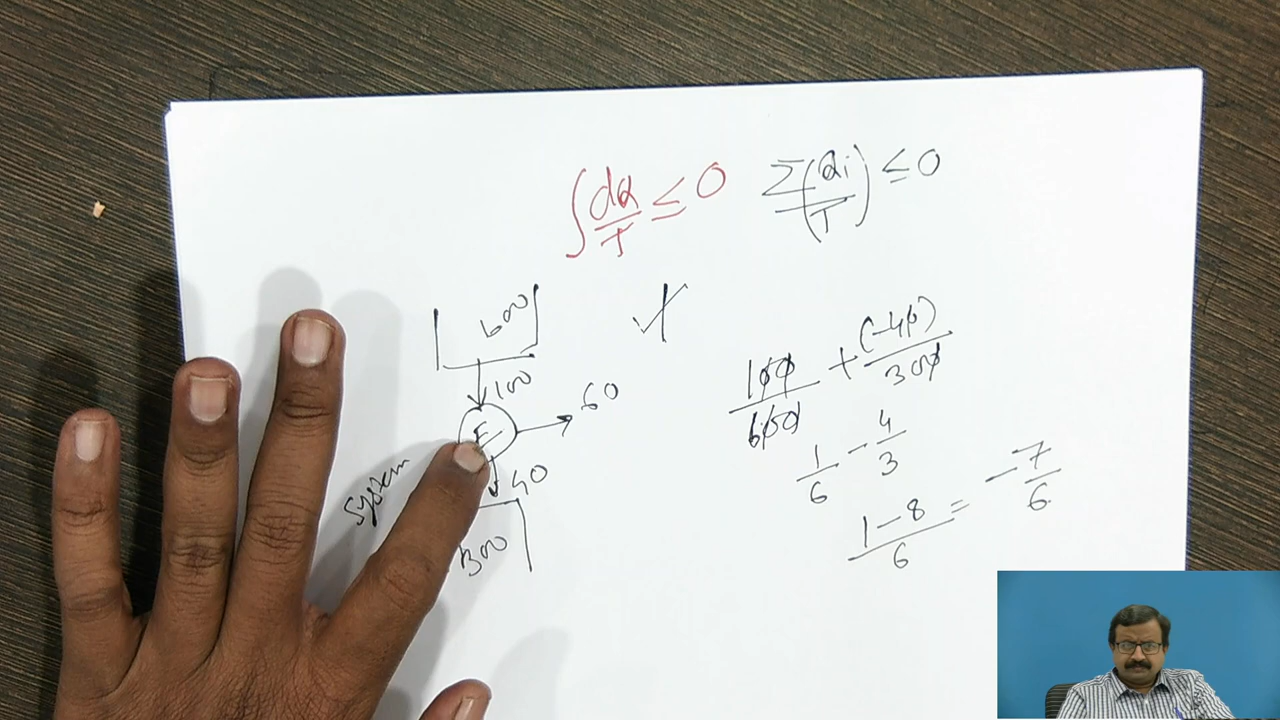 ∫ dQ/T ≤ 0 Σ(Qi/T) ≤ 0
600
100
E
60
System
40
300
100/600 + (-40)/300
1/6 - 4/3
(1-8)/6 = -7/6